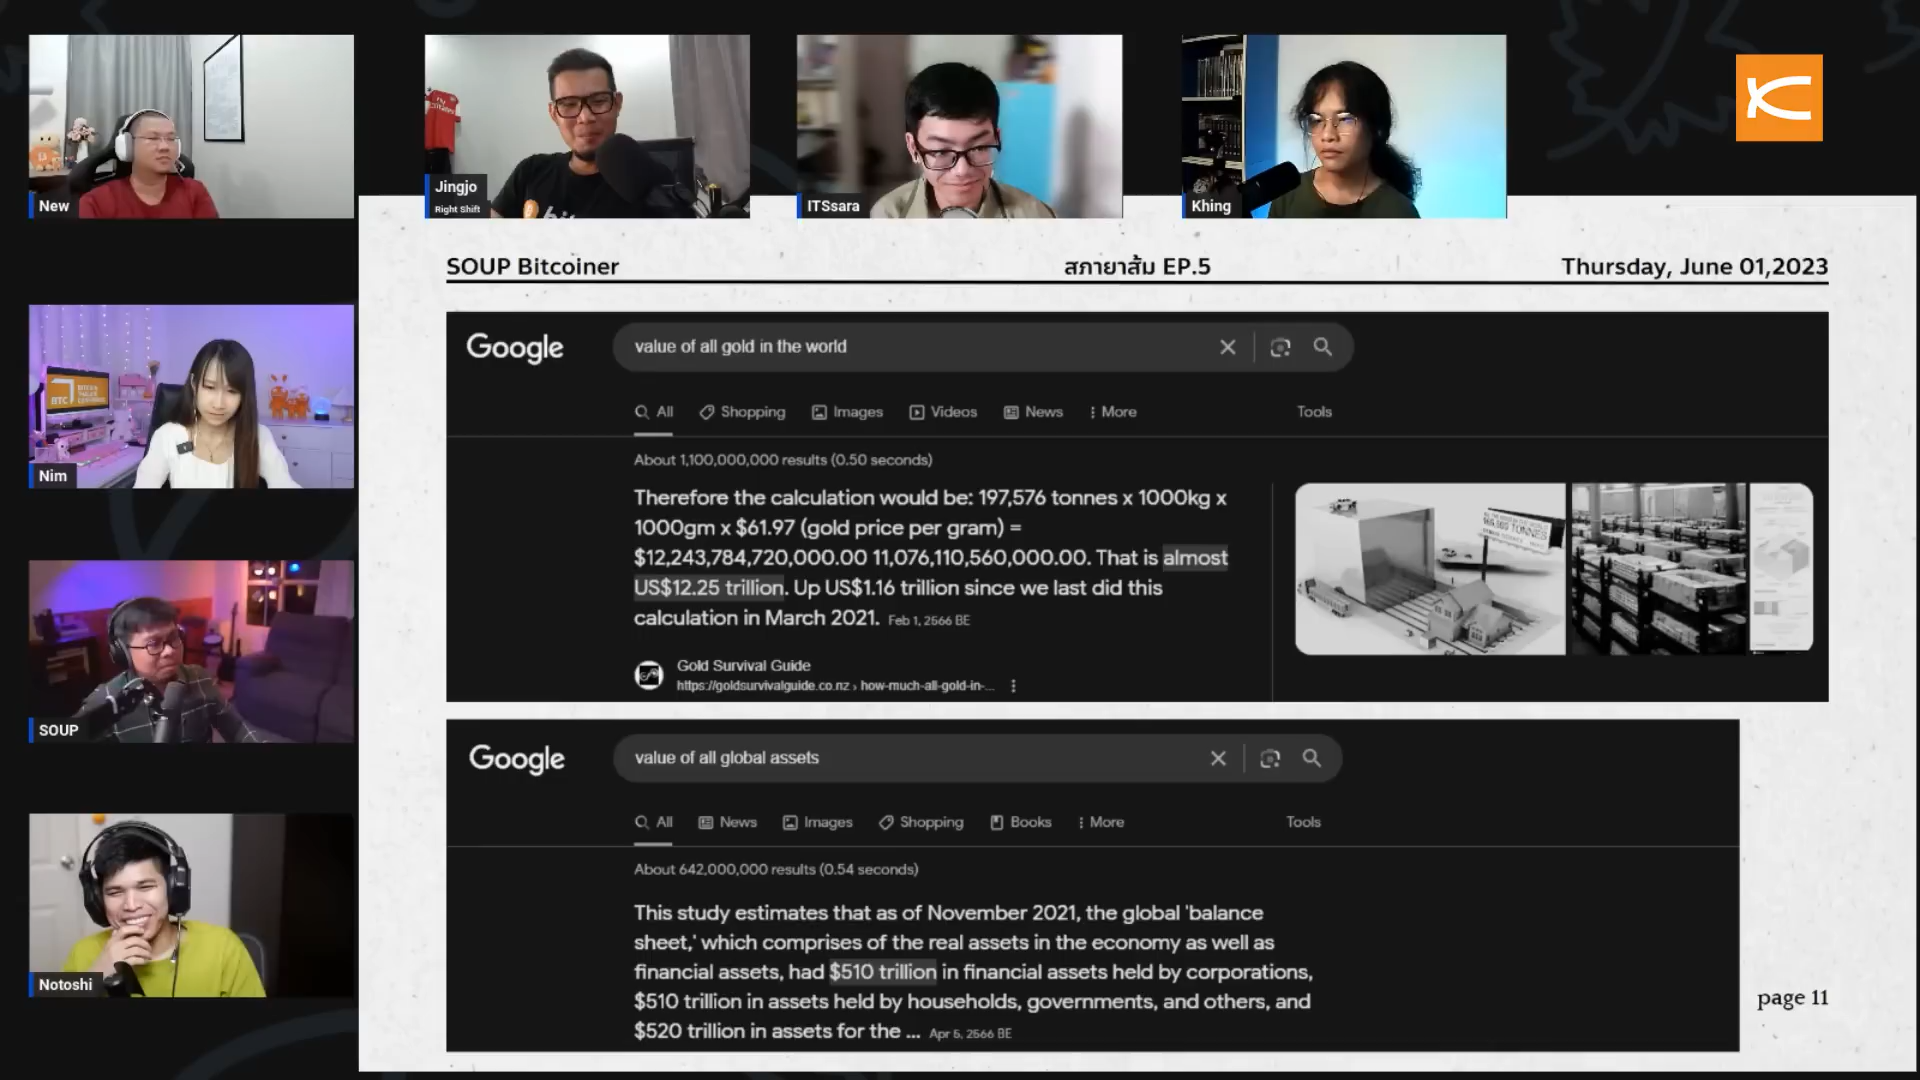 New
Jingjo
Right Shift
ITSsara
Khing
Nim
SOUP
Notoshi
SOUP Bitcoiner
สภายาส้ม EP.5
Thursday, June 01,2023
Google
value of all gold in the world
All
Shopping
Images
Videos
News
More
Tools
About 1,100,000,000 results (0.50 seconds)
Therefore the calculation would be: 197,576 tonnes x 1000kg x
1000gm x $61.97 (gold price per gram) =
$12,243,784,720,000.00 11,076,110,560,000.00. That is almost
US$12.25 trillion. Up US$1.16 trillion since we last did this
calculation in March 2021. Feb 1, 2566 BE
Gold Survival Guide
https://goldsurvivalguide.co.nz › how-much-all-gold-in-...
Google
value of all global assets
All
News
Images
Shopping
Books
More
Tools
About 642,000,000 results (0.54 seconds)
This study estimates that as of November 2021, the global 'balance
sheet,' which comprises of the real assets in the economy as well as
financial assets, had $510 trillion in financial assets held by corporations,
$510 trillion in assets held by households, governments, and others, and
$520 trillion in assets for the ... Apr 5, 2566 BE
page 11